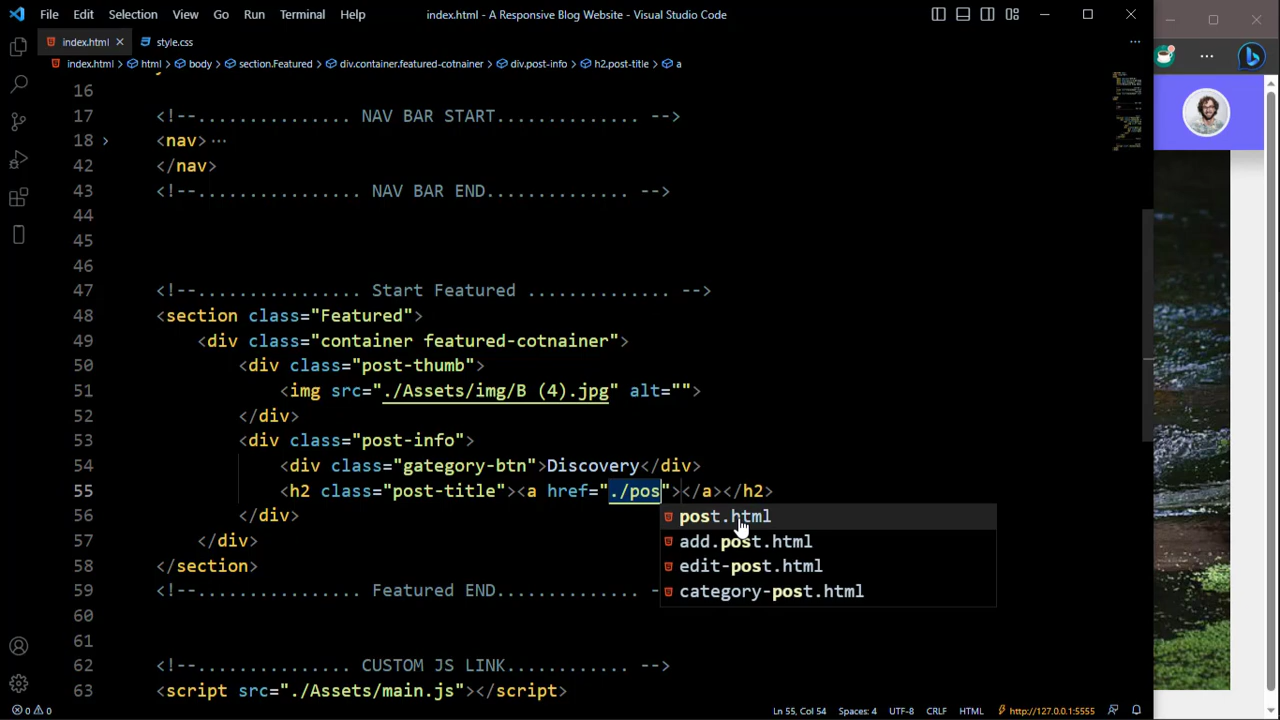 File Edit Selection View Go Run Terminal Help index.html - A Responsive Blog Website - Visual Studio Code
index.html style.css
index.html > html > body > section.Featured > div.container.featured-cotnainer > div.post-info > h2.post-title > a
16
17 <!--............... NAV BAR START.............. -->
18 <nav>
42 </nav>
43 <!--................ NAV BAR END.............. -->
44
45
46
47 <!--................ Start Featured .............. -->
48 <section class="Featured">
49 <div class="container featured-cotnainer">
50 <div class="post-thumb">
51 <img src="./Assets/img/B (4).jpg" alt="">
52 </div>
53 <div class="post-info">
54 <div class="gategory-btn">Discovery</div>
55 <h2 class="post-title"><a href="./pos"></a></h2>
56 </div>
post.html
57 </div>
add.post.html
58 </section>
edit-post.html
59 <!--................ Featured END.............. -
category-post.html
60
61
62 <!--............... CUSTOM JS LINK............ -->
63 <script src="./Assets/main.js"></script>
0 0 Ln 55, Col 54 Spaces: 4 UTF-8 CRLF HTML http://127.0.0.1:5555